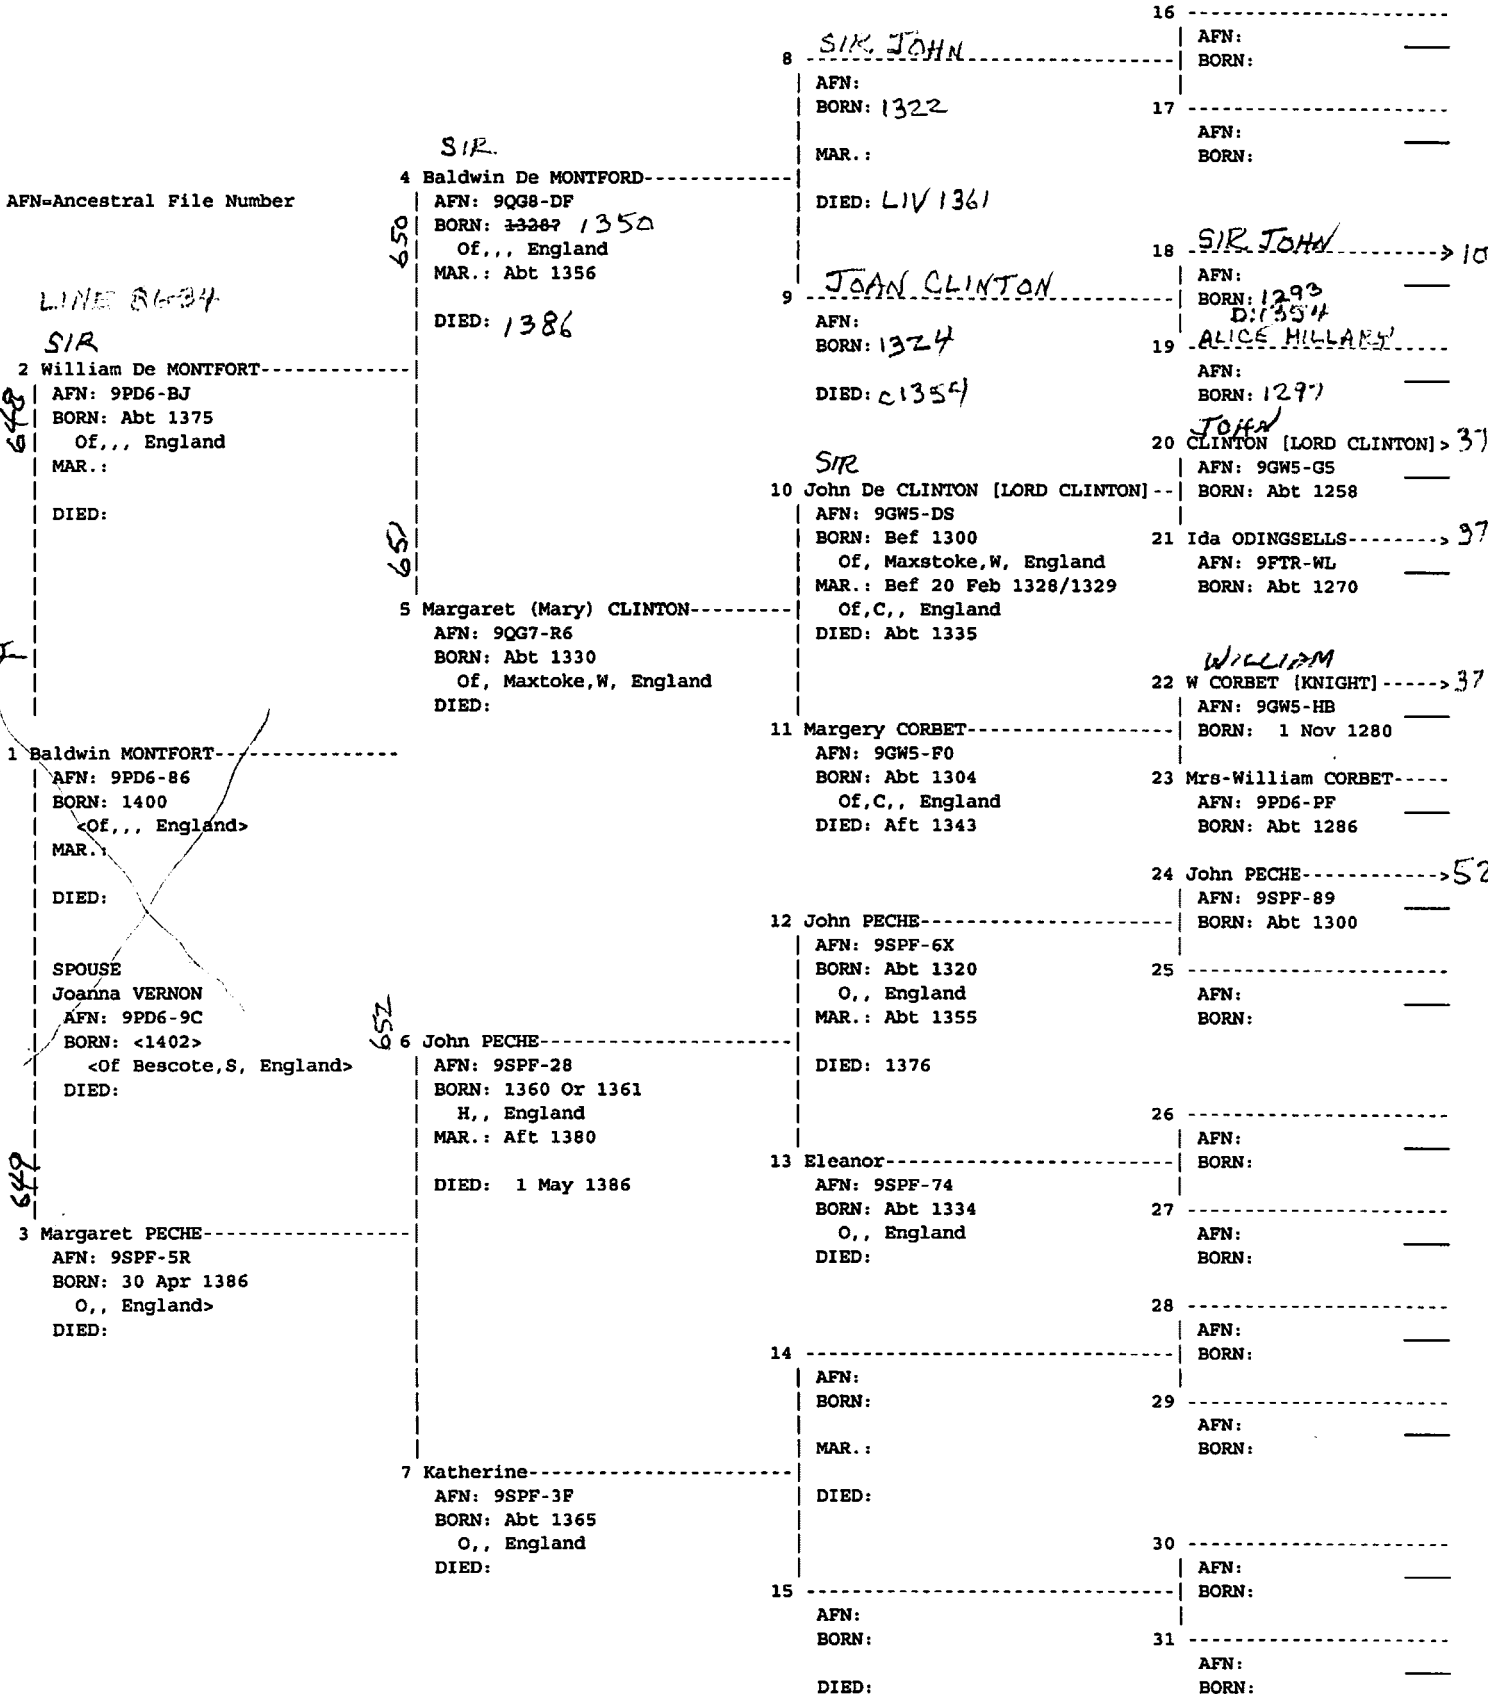 AFN=Ancestral File Number
LINE
SIR
2 William De MONTFORT-------------
648
AFN: 9PD6-BJ
BORN: Abt 1375
Of,,, England
MAR.:
DIED:
1 Baldwin MONTFORT---------------
AFN: 9PD6-86
BORN: 1400
<Of,,, England>
MAR.:
DIED:
SPOUSE
Joanna VERNON
AFN: 9PD6-9C
BORN: <1402>
<Of Bescote,S, England>
DIED:
649
3 Margaret PECHE-----------------
AFN: 9SPF-5R
BORN: 30 Apr 1386
O,, England>
DIED:
SIR
4 Baldwin De MONTFORD------------
650
AFN: 9QG8-DF
BORN: 1328? 1350
Of,,, England
MAR.: Abt 1356
DIED: 1386
651
5 Margaret (Mary) CLINTON---------
AFN: 9QG7-R6
BORN: Abt 1330
Of, Maxtoke,W, England
DIED:
652
6 John PECHE---------------------
AFN: 9SPF-28
BORN: 1360 Or 1361
H,, England
MAR.: Aft 1380
DIED: 1 May 1386
7 Katherine----------------------
AFN: 9SPF-3F
BORN: Abt 1365
O,, England
DIED:
8 SIR JOHN
AFN:
BORN: 1322
MAR.:
DIED: LIV 1361
9 JOAN CLINTON
AFN:
BORN: 1324
DIED: c1354
SIR
10 John De CLINTON [LORD CLINTON]--
AFN: 9GW5-DS
BORN: Bef 1300
Of, Maxstoke,W, England
MAR.: Bef 20 Feb 1328/1329
Of,C,, England
DIED: Abt 1335
11 Margery CORBET-----------------
AFN: 9GW5-F0
BORN: Abt 1304
Of,C,, England
DIED: Aft 1343
12 John PECHE---------------------
AFN: 9SPF-6X
BORN: Abt 1320
O,, England
MAR.: Abt 1355
DIED: 1376
13 Eleanor------------------------
AFN: 9SPF-74
BORN: Abt 1334
O,, England
DIED:
14 -------------------------------
AFN:
BORN:
MAR.:
DIED:
15 -------------------------------
AFN:
BORN:
DIED:
16 ----------------------
AFN:
BORN:
17 ----------------------
AFN:
BORN:
18 SIR JOHN ---> 10
AFN:
BORN: 1293
D: 1354
19 ALICE HILLARY
AFN:
BORN: 1297
JOHN
20 CLINTON [LORD CLINTON]> 37
AFN: 9GW5-G5
BORN: Abt 1258
21 Ida ODINGSELLS--------> 37
AFN: 9FTR-WL
BORN: Abt 1270
WILLIAM
22 W CORBET [KNIGHT]-----> 37
AFN: 9GW5-HB
BORN: 1 Nov 1280
23 Mrs-William CORBET-----
AFN: 9PD6-PF
BORN: Abt 1286
24 John PECHE------------> 52
AFN: 9SPF-89
BORN: Abt 1300
25 ----------------------
AFN:
BORN:
26 ----------------------
AFN:
BORN:
27 ----------------------
AFN:
BORN:
28 ----------------------
AFN:
BORN:
29 ----------------------
AFN:
BORN:
30 ----------------------
AFN:
BORN:
31 ----------------------
AFN:
BORN: